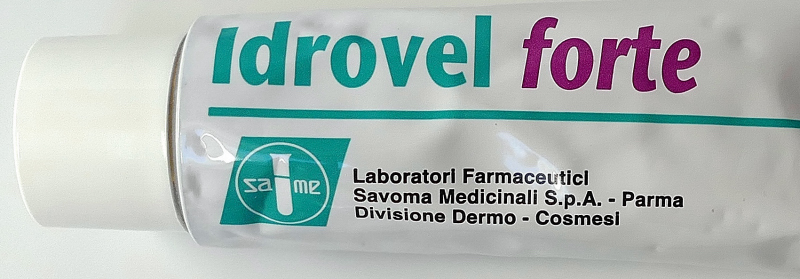 Idrovel forte
sa me
Laboratori Farmaceutici
Savoma Medicinali S.p.A. - Parma
Divisione Dermo - Cosmesi